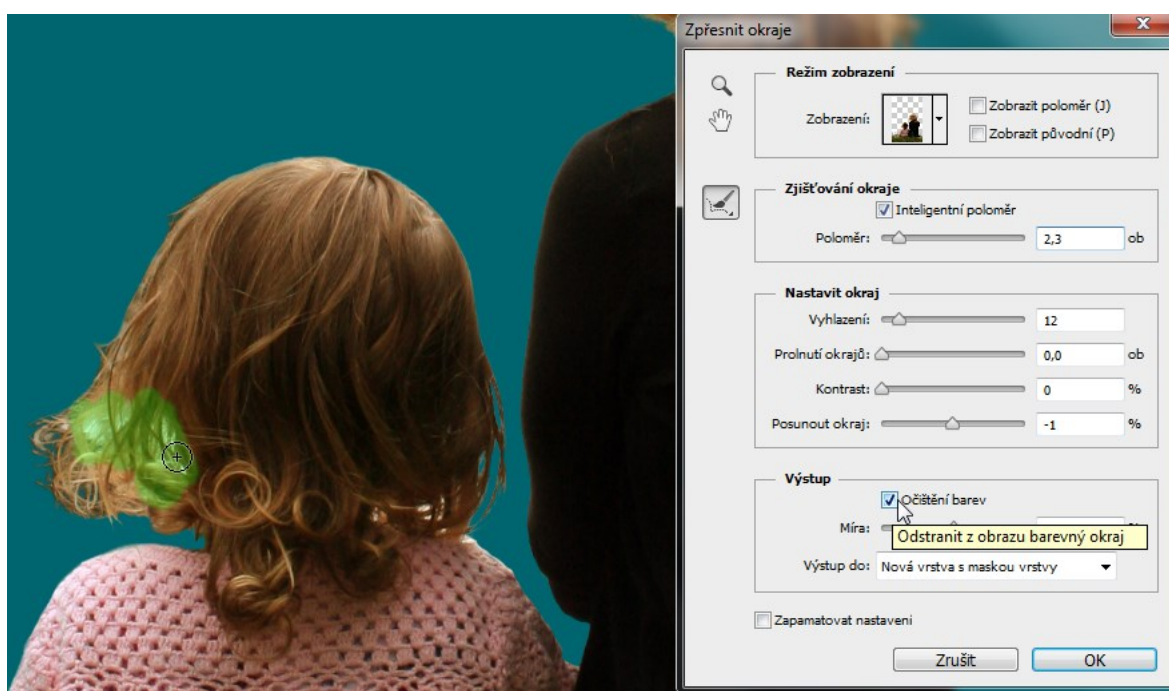 Zpřesnit okraje
Režim zobrazení
Zobrazení:
Zobrazit poloměr (J)
Zobrazit původní (P)
Zjišťování okraje
Inteligentní poloměr
Poloměr: 2,3 ob
Nastavit okraj
Vyhlazení: 12
Prolnutí okrajů: 0,0 ob
Kontrast: 0 %
Posunout okraj: -1 %
Výstup
Očištění barev
Míra:
Odstranit z obrazu barevný okraj
Výstup do: Nová vrstva s maskou vrstvy
Zapamatovat nastavení
Zrušit OK